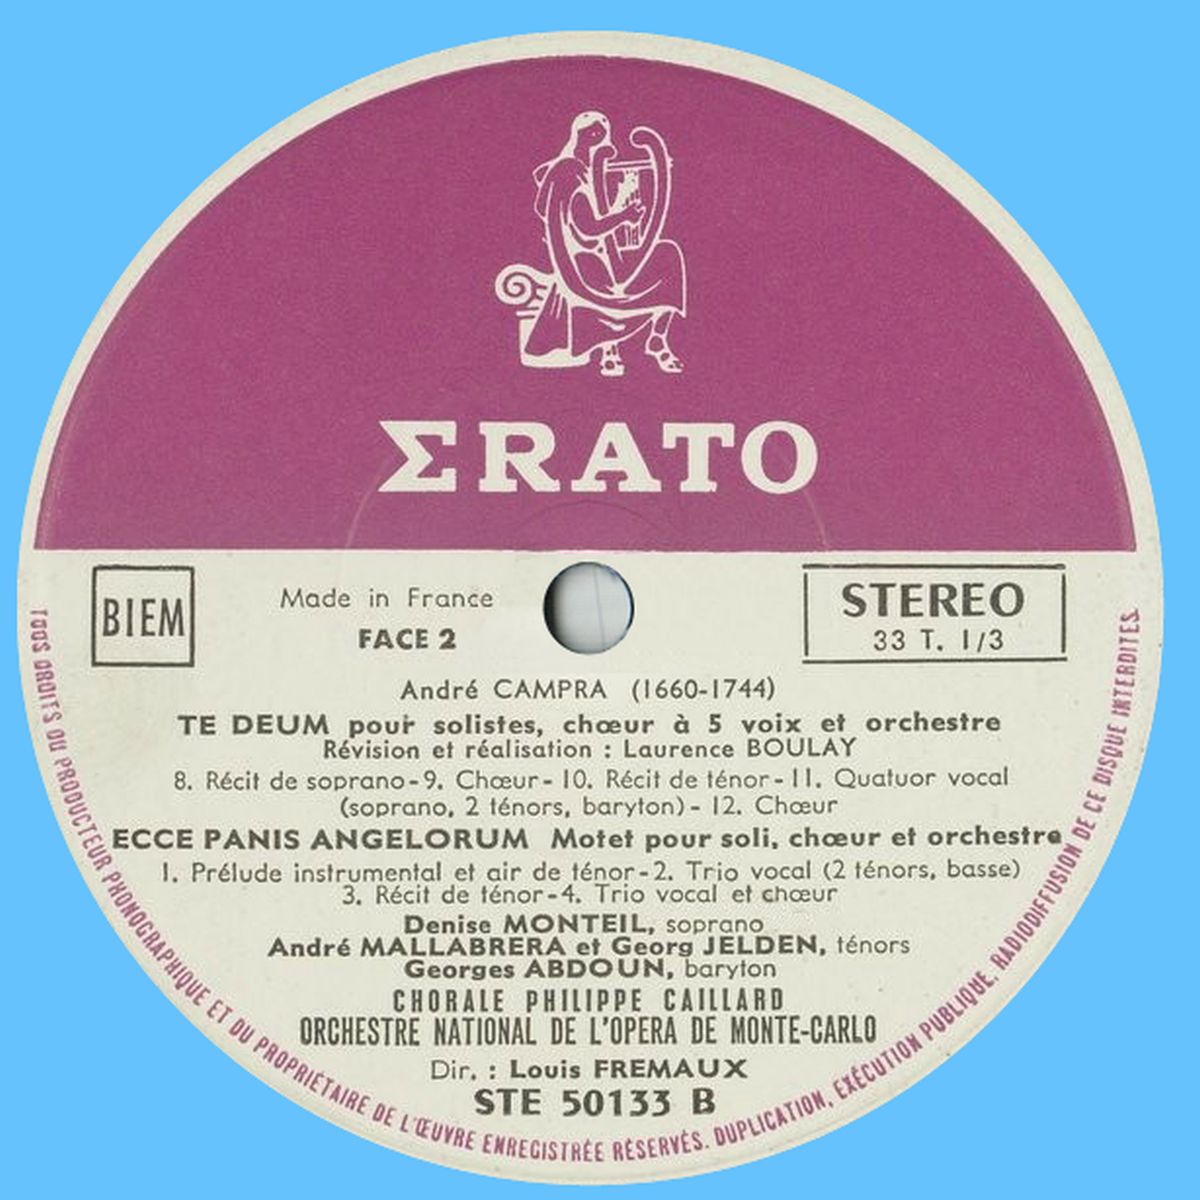 ΣRATO
BIEM
Made in France
FACE 2
STEREO
33 T. 1/3
André CAMPRA (1660-1744)
TE DEUM pour solistes, chœur à 5 voix et orchestre
Révision et réalisation : Laurence BOULAY
8. Récit de soprano - 9. Chœur - 10. Récit de ténor - 11. Quatuor vocal
(soprano, 2 ténors, baryton) - 12. Chœur
ECCE PANIS ANGELORUM Motet pour soli, chœur et orchestre
1. Prélude instrumental et air de ténor - 2. Trio vocal (2 ténors, basse)
3. Récit de ténor - 4. Trio vocal et chœur
Denise MONTEIL, soprano
André MALLABRERA et Georg JELDEN, ténors
Georges ABDOUN, baryton
CHORALE PHILIPPE CAILLARD
ORCHESTRE NATIONAL DE L'OPERA DE MONTE-CARLO
Dir. : Louis FREMAUX
STE 50133 B
TOUS DROITS DU PRODUCTEUR PHONOGRAPHIQUE ET DU PROPRIÉTAIRE DE L'ŒUVRE ENREGISTRÉE RÉSERVÉS. DUPLICATION, EXÉCUTION PUBLIQUE, RADIODIFFUSION DE CE DISQUE INTERDITES.